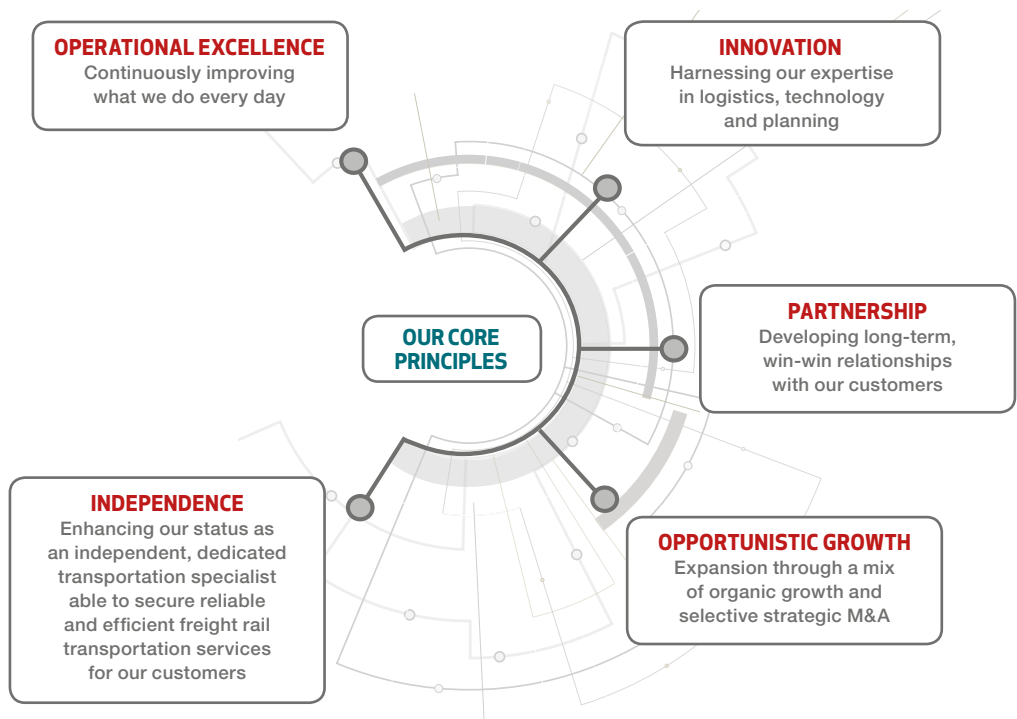 OPERATIONAL EXCELLENCE
Continuously improving
what we do every day
INNOVATION
Harnessing our expertise
in logistics, technology
and planning
OUR CORE
PRINCIPLES
PARTNERSHIP
Developing long-term,
win-win relationships
with our customers
INDEPENDENCE
Enhancing our status as
an independent, dedicated
transportation specialist
able to secure reliable
and efficient freight rail
transportation services
for our customers
OPPORTUNISTIC GROWTH
Expansion through a mix
of organic growth and
selective strategic M&A